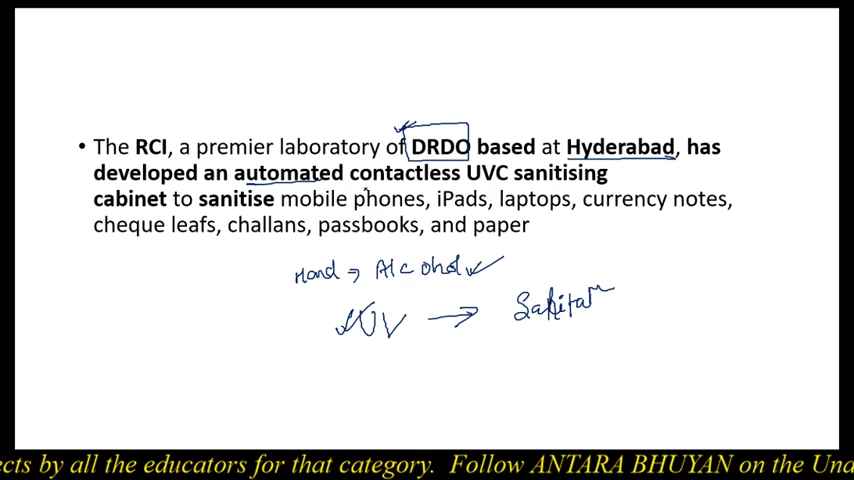 • The RCI, a premier laboratory of DRDO based at Hyderabad, has
developed an automated contactless UVC sanitising
cabinet to sanitise mobile phones, iPads, laptops, currency notes,
cheque leafs, challans, passbooks, and paper
Hand ⇒ Alcohol ✓
UV →
ects by all the educators for that category.  Follow ANTARA BHUYAN on the Una